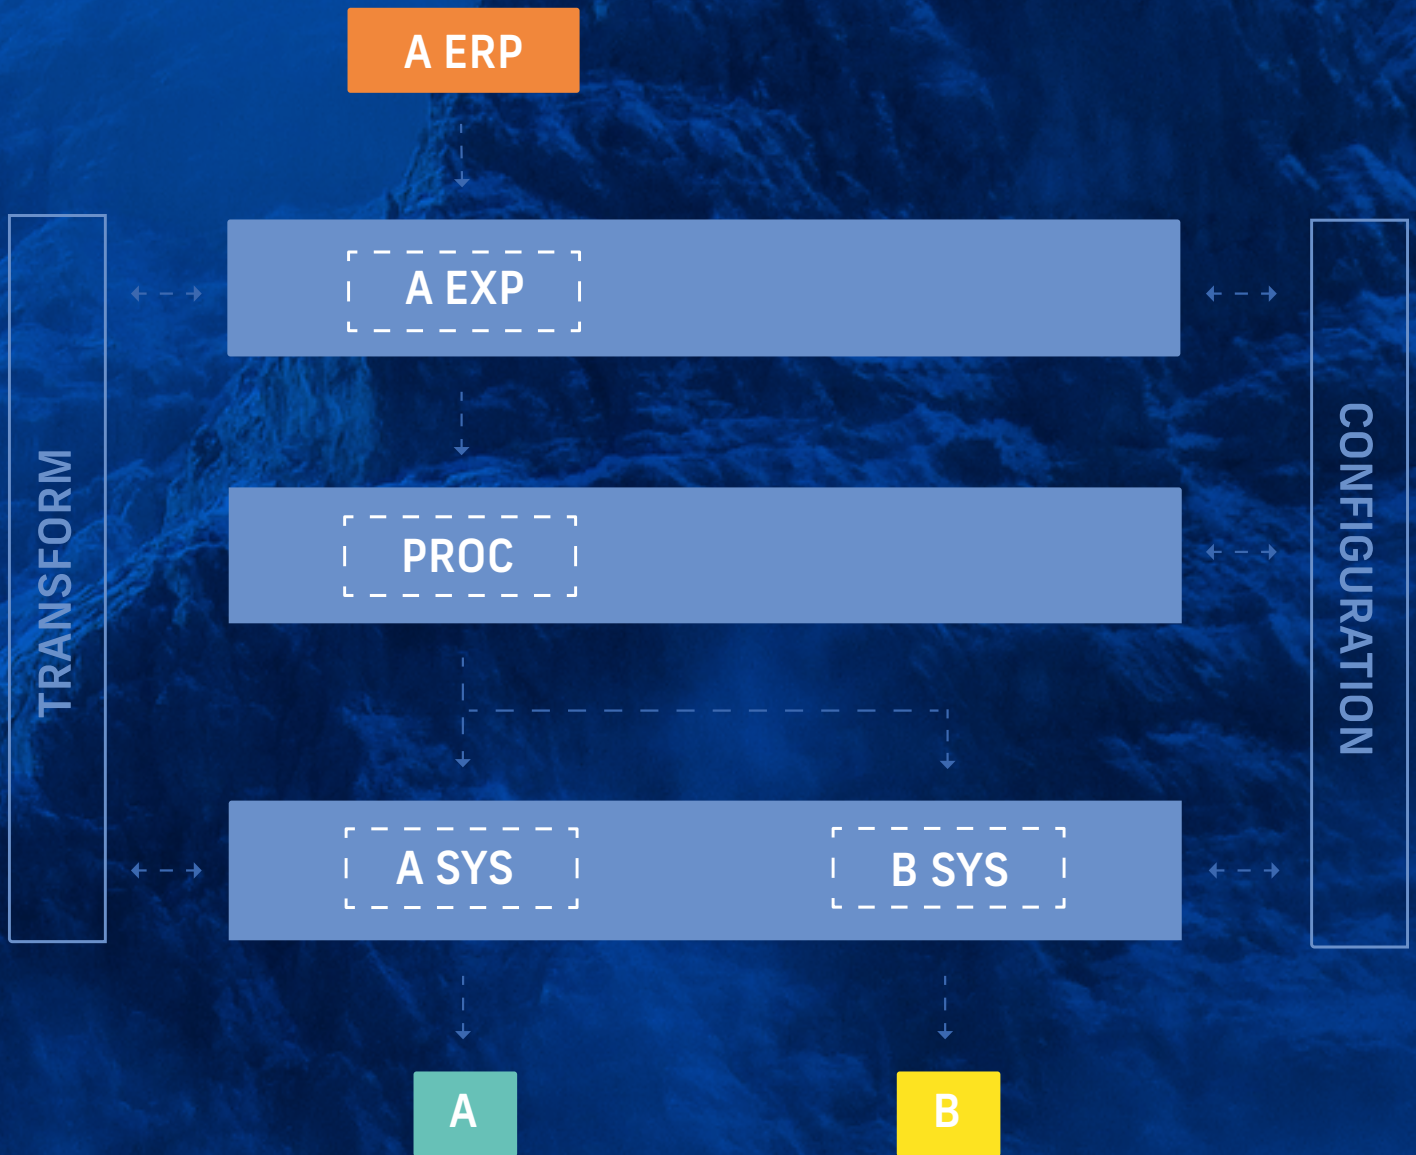 A ERP
A EXP
TRANSFORM
CONFIGURATION
PROC
A SYS
B SYS
A
B